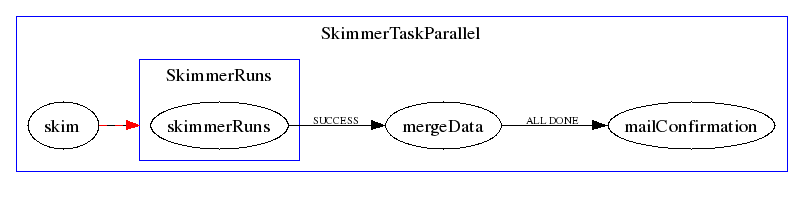 SkimmerTaskParallel
SkimmerRuns
skim
skimmerRuns
SUCCESS
mergeData
ALL DONE
mailConfirmation